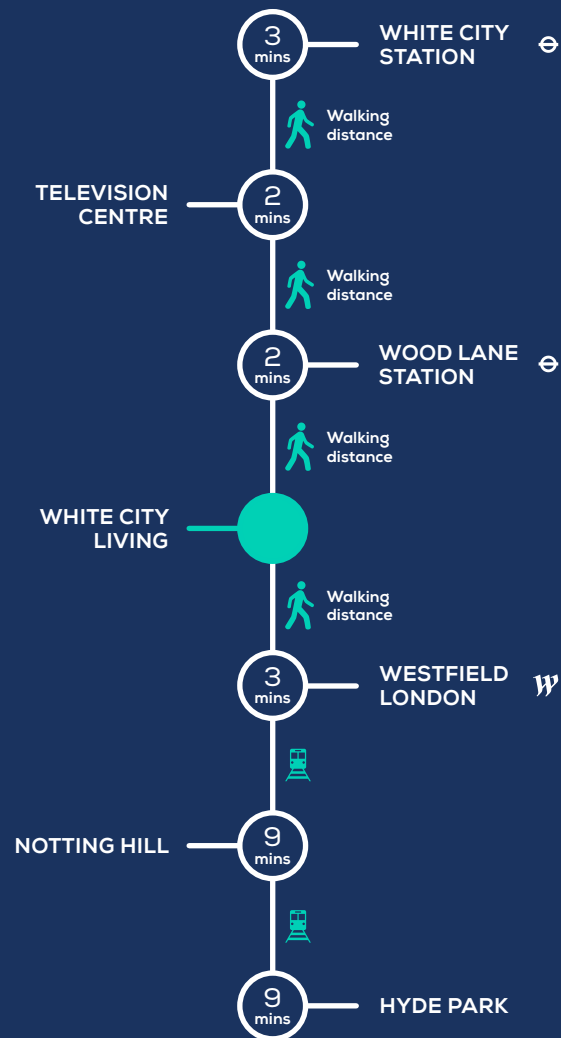 3
mins
WHITE CITY
STATION
Walking
distance
TELEVISION
CENTRE
2
mins
Walking
distance
2
mins
WOOD LANE
STATION
Walking
distance
WHITE CITY
LIVING
Walking
distance
3
mins
WESTFIELD
LONDON
W
NOTTING HILL
9
mins
9
mins
HYDE PARK